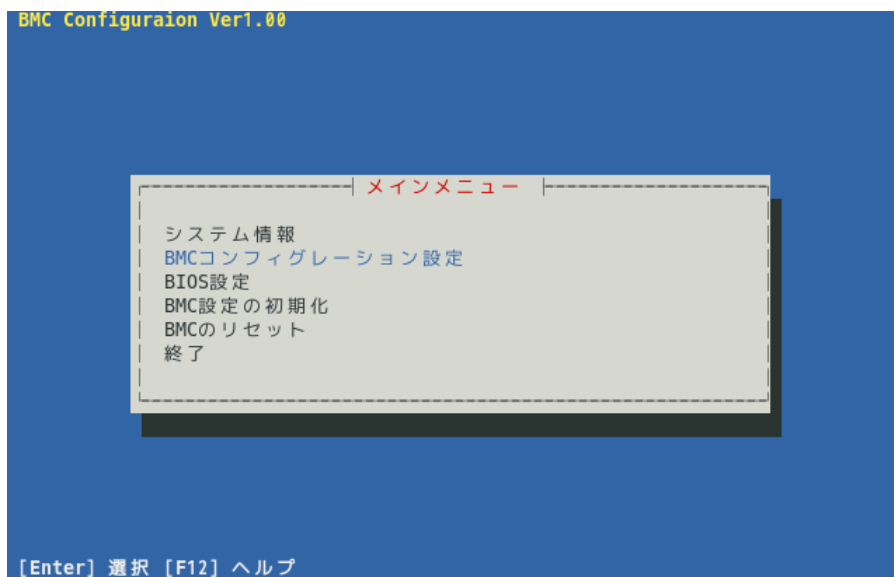 BMC Configuraion Ver1.00
メインメニュー
システム情報
BMCコンフィグレーション設定
BIOS設定
BMC設定の初期化
BMCのリセット
終了
[Enter] 選択 [F12] ヘルプ